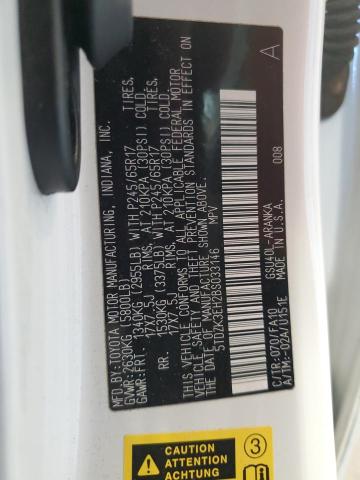 MFD.BY:TOYOTA MOTOR MANUFACTURING, INDIANA, INC.
GVWR:2630KG (5800LB)
GAWR:FRT. 1340KG (2955LB) WITH P245/65R17 TIRES,
17X7.5J RIMS, AT 210KPA (30PSI) COLD.
RR. 1530KG (3375LB) WITH P245/65R17 TIRES,
17X7.5J RIMS, AT 210KPA (30PSI) COLD.
THIS VEHICLE CONFORMS TO ALL APPLICABLE FEDERAL MOTOR
VEHICLE SAFETY AND THEFT PREVENTION STANDARDS IN EFFECT ON
THE DATE OF MANUFACTURE SHOWN ABOVE.
5TDZK3EH2BS033146 MPV
C/TR:070/FA10 GSU40L-ARANKA
A/TM:-02A/U151E MADE IN U.S.A.
008
A
CAUTION
ATTENTION
ACHTUNG
3